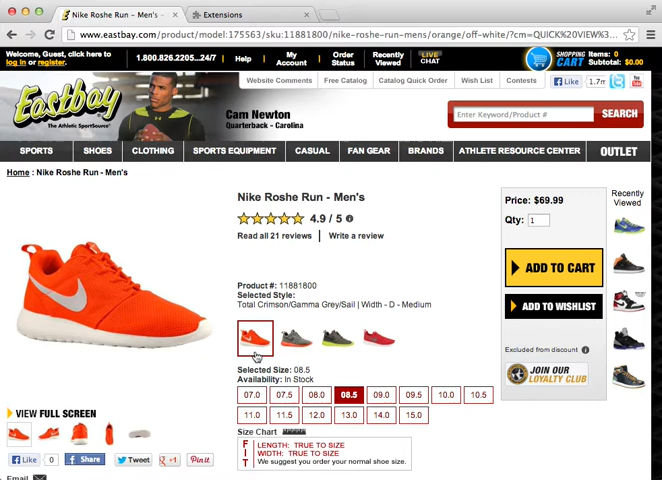 Nike Roshe Run - Men's -
Extensions
www.eastbay.com/product/model:175563/sku:11881800/nike-roshe-run-mens/orange/off-white/?cm=QUICK%20VIEW%3...
Welcome, Guest, click here to
log in or register.
1.800.826.2205...24/7
Help
My
Account
Order
Status
Recently
Viewed
LIVE
CHAT
SHOPPING
CART
Items: 0
Subtotal: $0.00
Website Comments
Free Catalog
Catalog Quick Order
Wish List
Contests
Like
1.7m
You
Tube
Eastbay
The Athletic SportSource
Cam Newton
Quarterback - Carolina
Enter Keyword/Product #
SEARCH
SPORTS
SHOES
CLOTHING
SPORTS EQUIPMENT
CASUAL
FAN GEAR
BRANDS
ATHLETE RESOURCE CENTER
OUTLET
Home : Nike Roshe Run - Men's
Nike Roshe Run - Men's
4.9 / 5
Read all 21 reviews | Write a review
Product #: 11881800
Selected Style:
Total Crimson/Gamma Grey/Sail | Width - D - Medium
Selected Size: 08.5
Availability: In Stock
07.0 07.5 08.0 08.5 09.0 09.5 10.0 10.5
11.0 11.5 12.0 13.0 14.0 15.0
Size Chart
FIT
LENGTH: TRUE TO SIZE
WIDTH: TRUE TO SIZE
We suggest you order your normal shoe size.
Price: $69.99
Qty: 1
ADD TO CART
ADD TO WISHLIST
Excluded from discount
JOIN OUR
LOYALTY CLUB
Recently
Viewed
VIEW FULL SCREEN
Like 0
Share
Tweet
+1
Pin it
Email